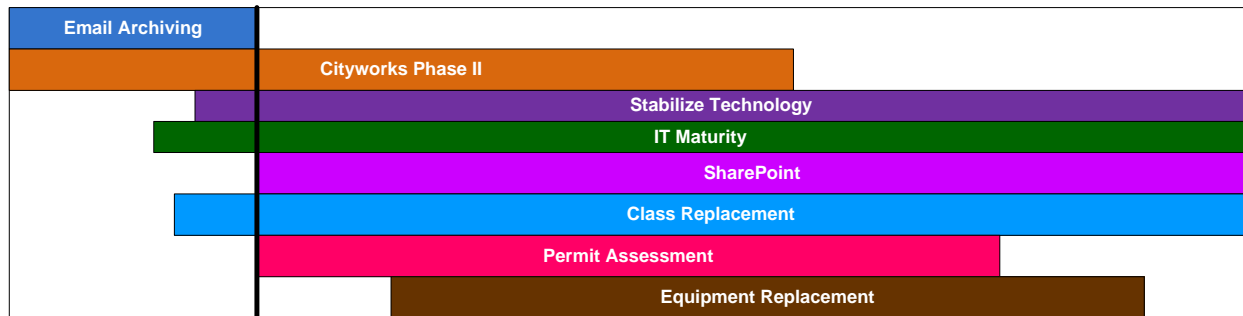 Email Archiving
Cityworks Phase II
Stabilize Technology
IT Maturity
SharePoint
Class Replacement
Permit Assessment
Equipment Replacement